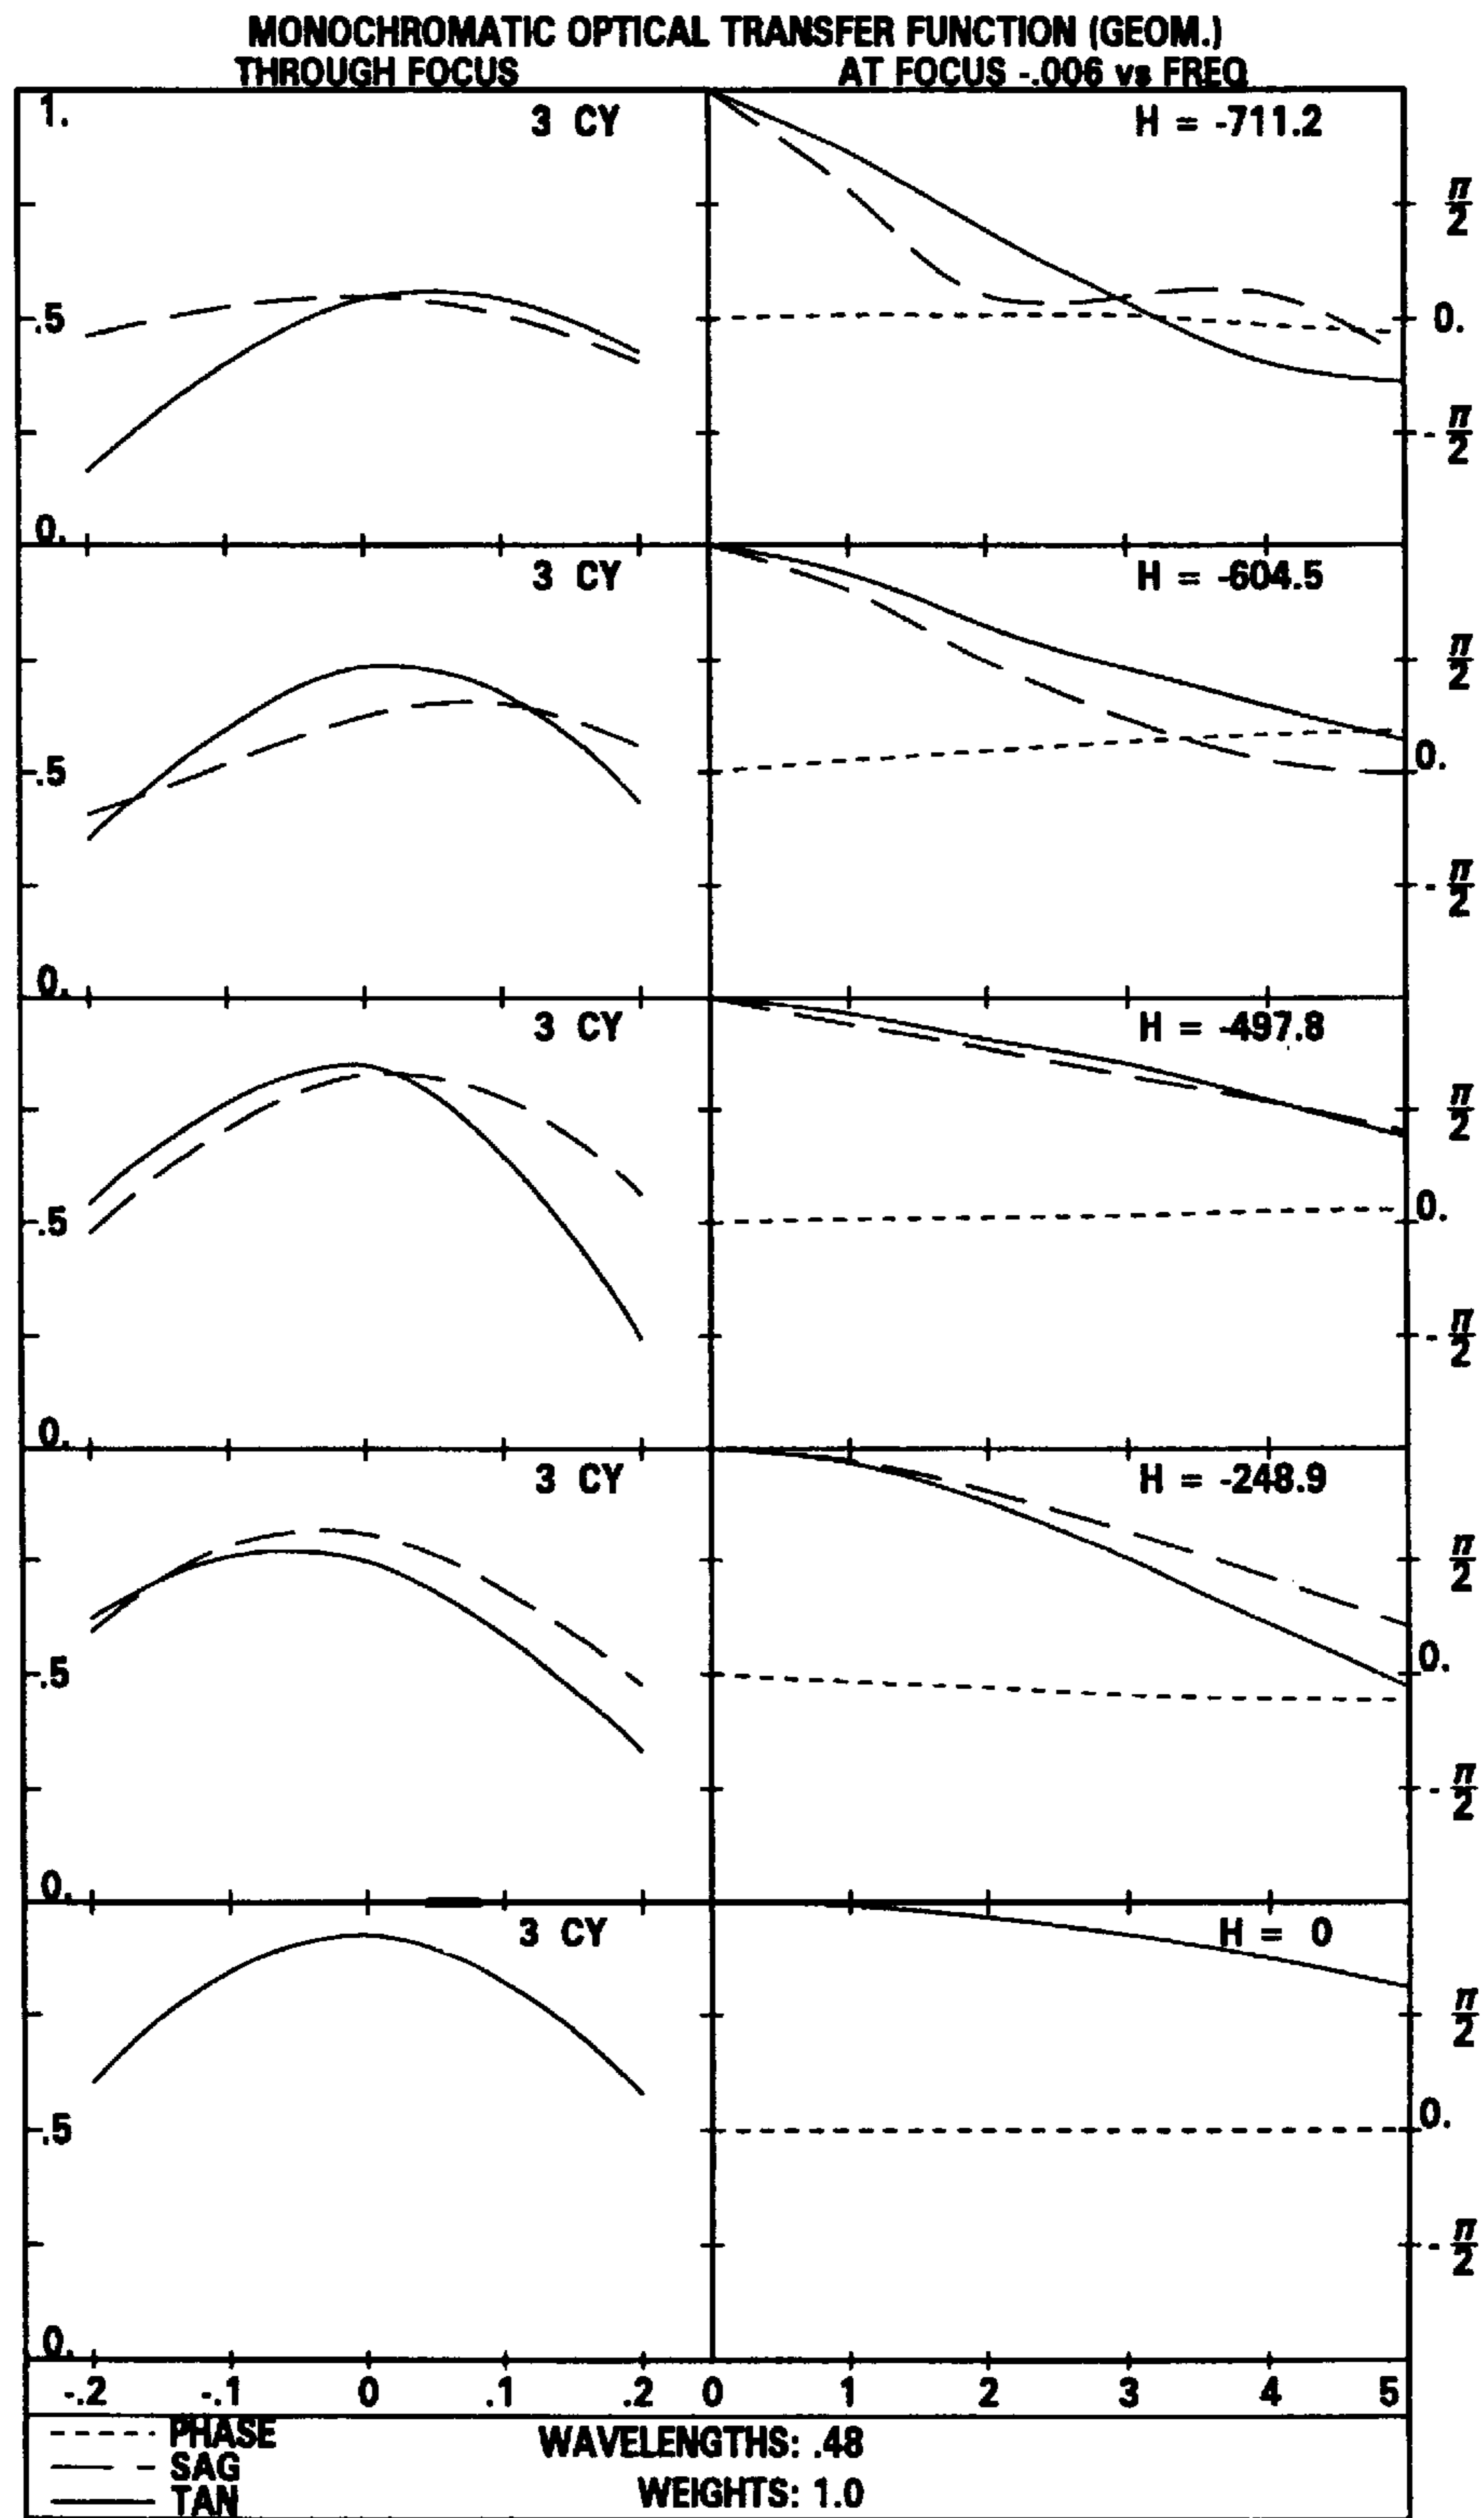 MONOCHROMATIC OPTICAL TRANSFER FUNCTION (GEOM.)
THROUGH FOCUS AT FOCUS -.006 vs FREQ
1. 3 CY H = -711.2
π/2
.5 0.
-π/2
0.
3 CY H = -604.5
π/2
.5 0.
-π/2
0.
3 CY H = -497.8
π/2
.5 0.
-π/2
0.
3 CY H = -248.9
π/2
.5 0.
-π/2
0.
3 CY H = 0
π/2
.5 0.
-π/2
0.
-.2 -.1 0 .1 .2 0 1 2 3 4 5
PHASE WAVELENGTHS: .48
SAG
WEIGHTS: 1.0
TAN